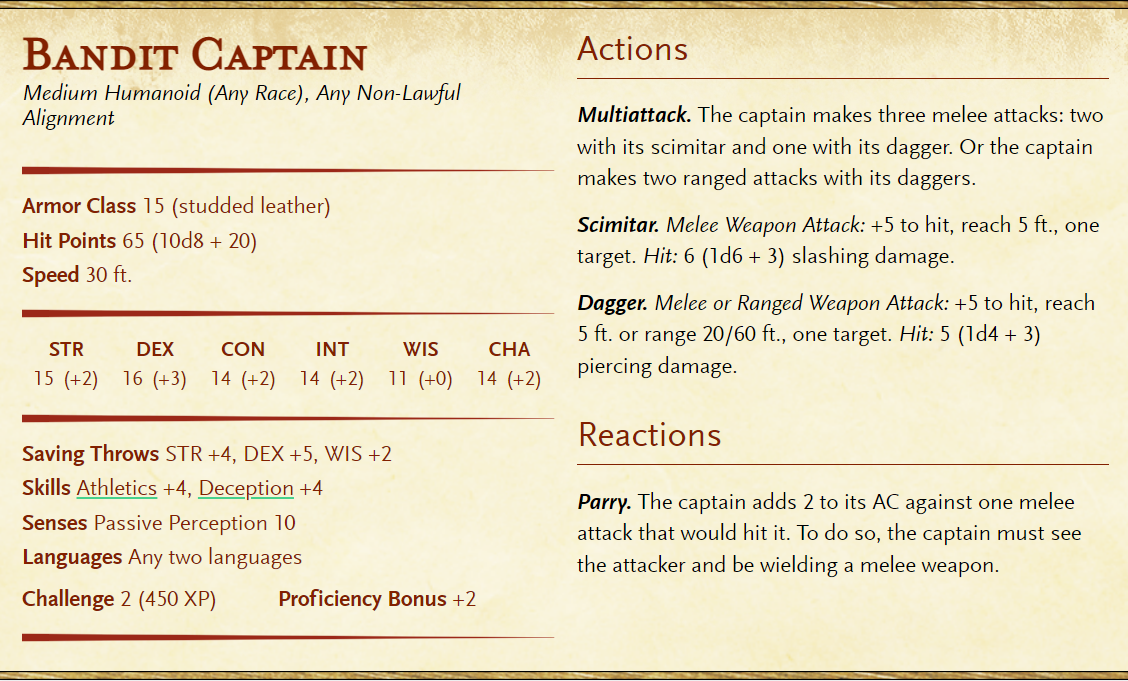 Bandit Captain
Medium Humanoid (Any Race), Any Non-Lawful
Alignment
Armor Class 15 (studded leather)
Hit Points 65 (10d8 + 20)
Speed 30 ft.
STR DEX CON INT WIS CHA
15 (+2) 16 (+3) 14 (+2) 14 (+2) 11 (+0) 14 (+2)
Saving Throws STR +4, DEX +5, WIS +2
Skills Athletics +4, Deception +4
Senses Passive Perception 10
Languages Any two languages
Challenge 2 (450 XP) Proficiency Bonus +2
Actions
Multiattack. The captain makes three melee attacks: two
with its scimitar and one with its dagger. Or the captain
makes two ranged attacks with its daggers.
Scimitar. Melee Weapon Attack: +5 to hit, reach 5 ft., one
target. Hit: 6 (1d6 + 3) slashing damage.
Dagger. Melee or Ranged Weapon Attack: +5 to hit, reach
5 ft. or range 20/60 ft., one target. Hit: 5 (1d4 + 3)
piercing damage.
Reactions
Parry. The captain adds 2 to its AC against one melee
attack that would hit it. To do so, the captain must see
the attacker and be wielding a melee weapon.